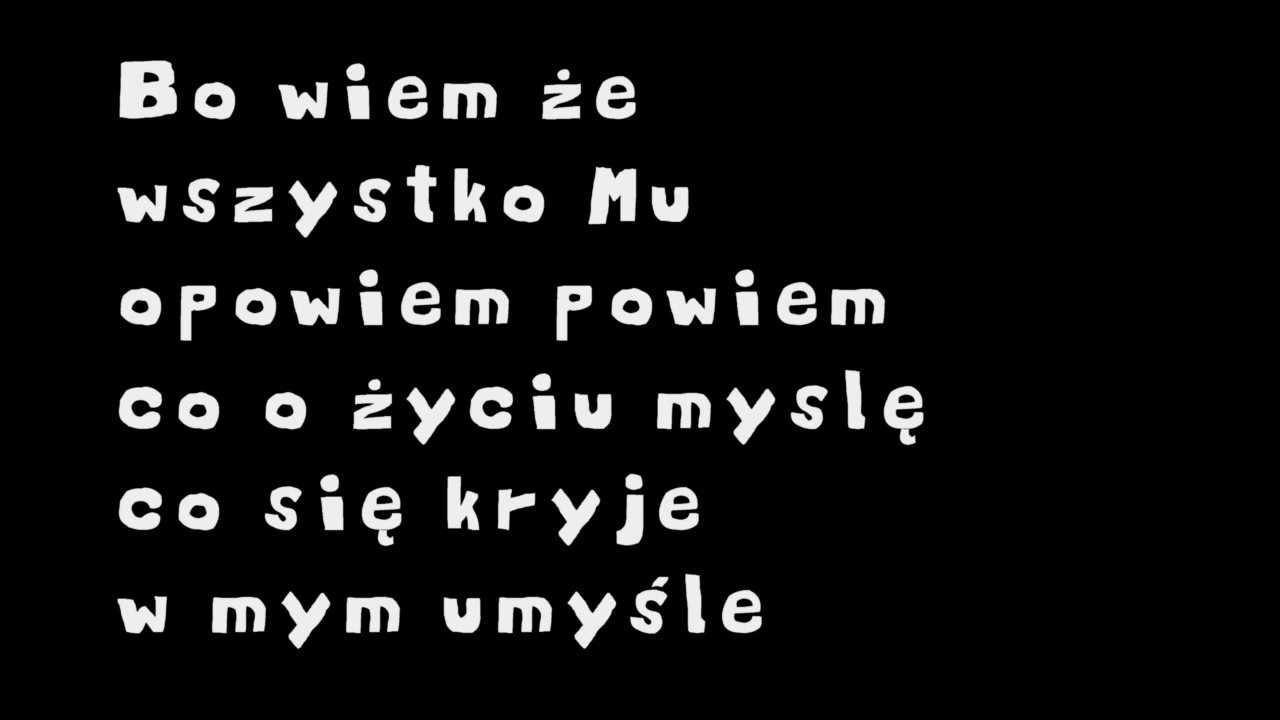 Bo wiem że
wszystko Mu
opowiem powiem
co o życiu myslę
co się kryje
w mym umyśle